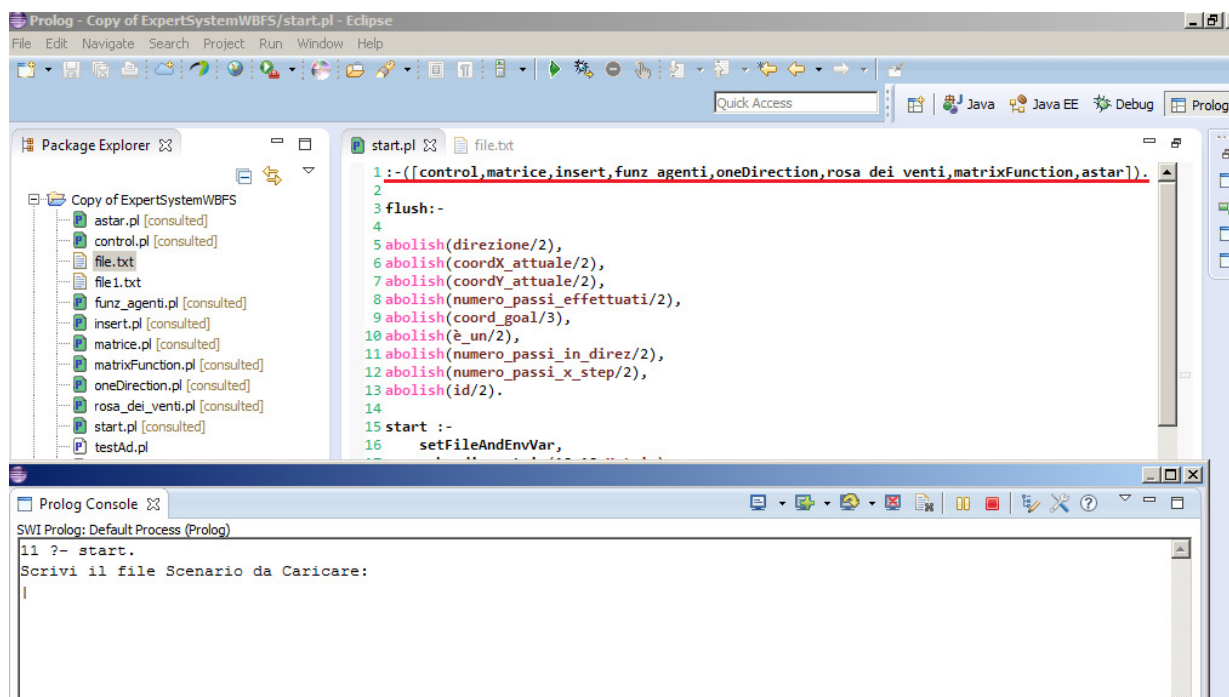 Prolog - Copy of ExpertSystemWBFS/start.pl - Eclipse
File Edit Navigate Search Project Run Window Help
Quick Access
Java Java EE Debug Prolog
Package Explorer
start.pl file.txt
Copy of ExpertSystemWBFS
astar.pl [consulted]
control.pl [consulted]
file.txt
file1.txt
funz_agenti.pl [consulted]
insert.pl [consulted]
matrice.pl [consulted]
matrixFunction.pl [consulted]
oneDirection.pl [consulted]
rosa_dei_venti.pl [consulted]
start.pl [consulted]
testAd.pl
1 :-([control,matrice,insert,funz_agenti,oneDirection,rosa_dei_venti,matrixFunction,astar]).
2
3 flush:-
4
5 abolish(direzione/2),
6 abolish(coordX_attuale/2),
7 abolish(coordY_attuale/2),
8 abolish(numero_passi_effettuati/2),
9 abolish(coord_goal/3),
10 abolish(è_un/2),
11 abolish(numero_passi_in_direz/2),
12 abolish(numero_passi_x_step/2),
13 abolish(id/2).
14
15 start :-
16 setFileAndEnvVar,
Prolog Console
SWI Prolog: Default Process (Prolog)
11 ?- start.
Scrivi il file Scenario da Caricare:
|